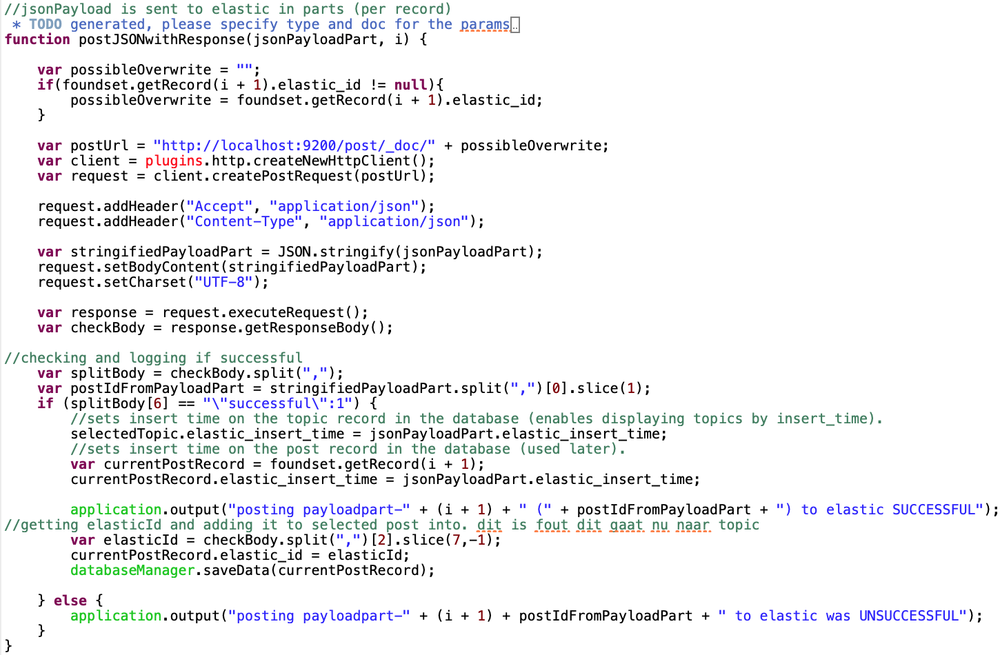 //jsonPayload is sent to elastic in parts (per record)
 * TODO generated, please specify type and doc for the params..
function postJSONwithResponse(jsonPayloadPart, i) {

    var possibleOverwrite = "";
    if(foundset.getRecord(i + 1).elastic_id != null){
        possibleOverwrite = foundset.getRecord(i + 1).elastic_id;
    }

    var postUrl = "http://localhost:9200/post/_doc/" + possibleOverwrite;
    var client = plugins.http.createNewHttpClient();
    var request = client.createPostRequest(postUrl);

    request.addHeader("Accept", "application/json");
    request.addHeader("Content-Type", "application/json");

    var stringifiedPayloadPart = JSON.stringify(jsonPayloadPart);
    request.setBodyContent(stringifiedPayloadPart);
    request.setCharset("UTF-8");

    var response = request.executeRequest();
    var checkBody = response.getResponseBody();

//checking and logging if successful
    var splitBody = checkBody.split(",");
    var postIdFromPayloadPart = stringifiedPayloadPart.split(",")[0].slice(1);
    if (splitBody[6] == "\"successful\":1") {
        //sets insert time on the topic record in the database (enables displaying topics by insert_time).
        selectedTopic.elastic_insert_time = jsonPayloadPart.elastic_insert_time;
        //sets insert time on the post record in the database (used later).
        var currentPostRecord = foundset.getRecord(i + 1);
        currentPostRecord.elastic_insert_time = jsonPayloadPart.elastic_insert_time;

        application.output("posting payloadpart-" + (i + 1) + " (" + postIdFromPayloadPart + ") to elastic SUCCESSFUL");
//getting elasticId and adding it to selected post into. dit is fout dit gaat nu naar topic
        var elasticId = checkBody.split(",")[2].slice(7,-1);
        currentPostRecord.elastic_id = elasticId;
        databaseManager.saveData(currentPostRecord);

    } else {
        application.output("posting payloadpart-" + (i + 1) + postIdFromPayloadPart + " to elastic was UNSUCCESSFUL");
    }
}